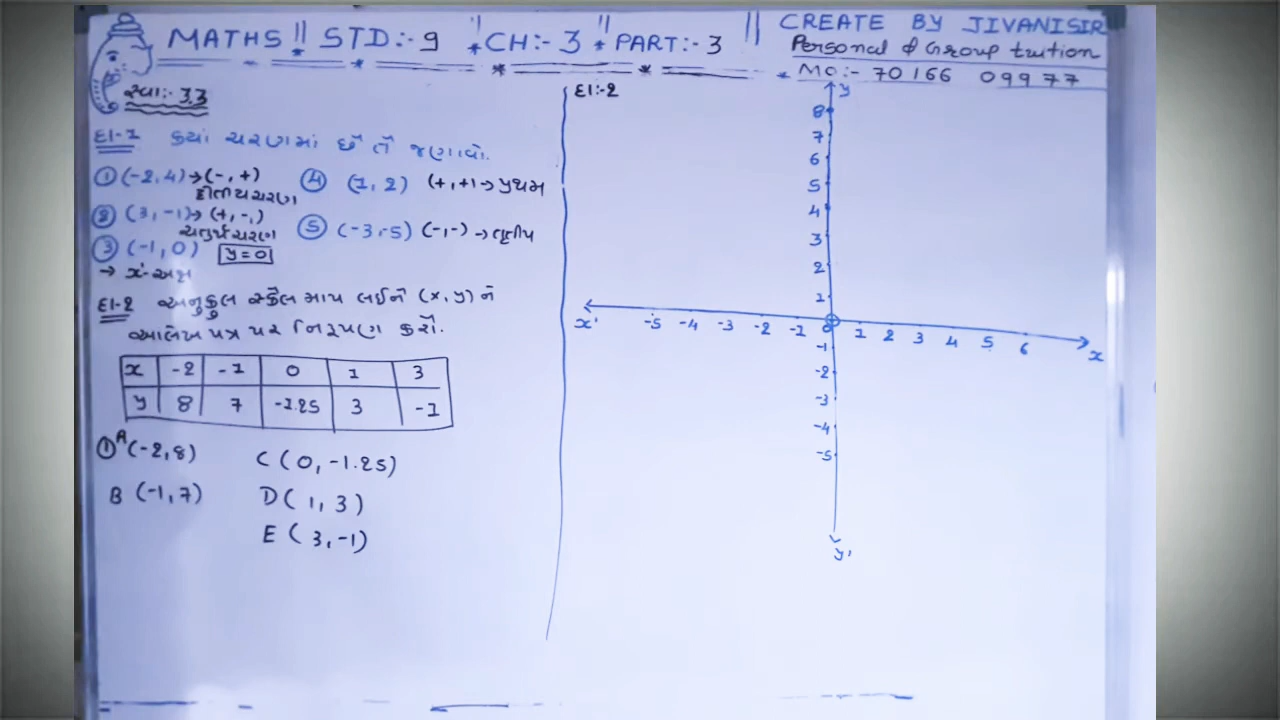 MATHS || STD:- 9 * CH:- 3 * PART:- 3 ||
CREATE BY JIVANISIR
Personal & Group tution
* Mo:- 70166 09977
સ્વા: 3.3
દા-1 કયા ચરણમાં છે તે જણાવો.
① (-2,4) → (-,+)
દ્વીતીય ચરણ
② (3,-1) → (+,-)
ચતુર્થ ચરણ
③ (-1,0) y=0
→ x-અક્ષ
④ (1,2) (+,+) → પ્રથમ
⑤ (-3,-5) (-,-) → તૃતીય
દા-2 અનુકુલ સ્કેલ માપ લઈને (x,y) ને
આલેખ પત્ર પર નિરૂપણ કરો.
x -2 -1 0 1 3
y 8 7 -1.25 3 -1
① A (-2,8)
B (-1,7)
C (0,-1.25)
D (1,3)
E (3,-1)
દા:-2
y
8
7
6
5
4
3
2
1
x' -5 -4 -3 -2 -1 0 1 2 3 4 5 6 x
-1
-2
-3
-4
-5
y'